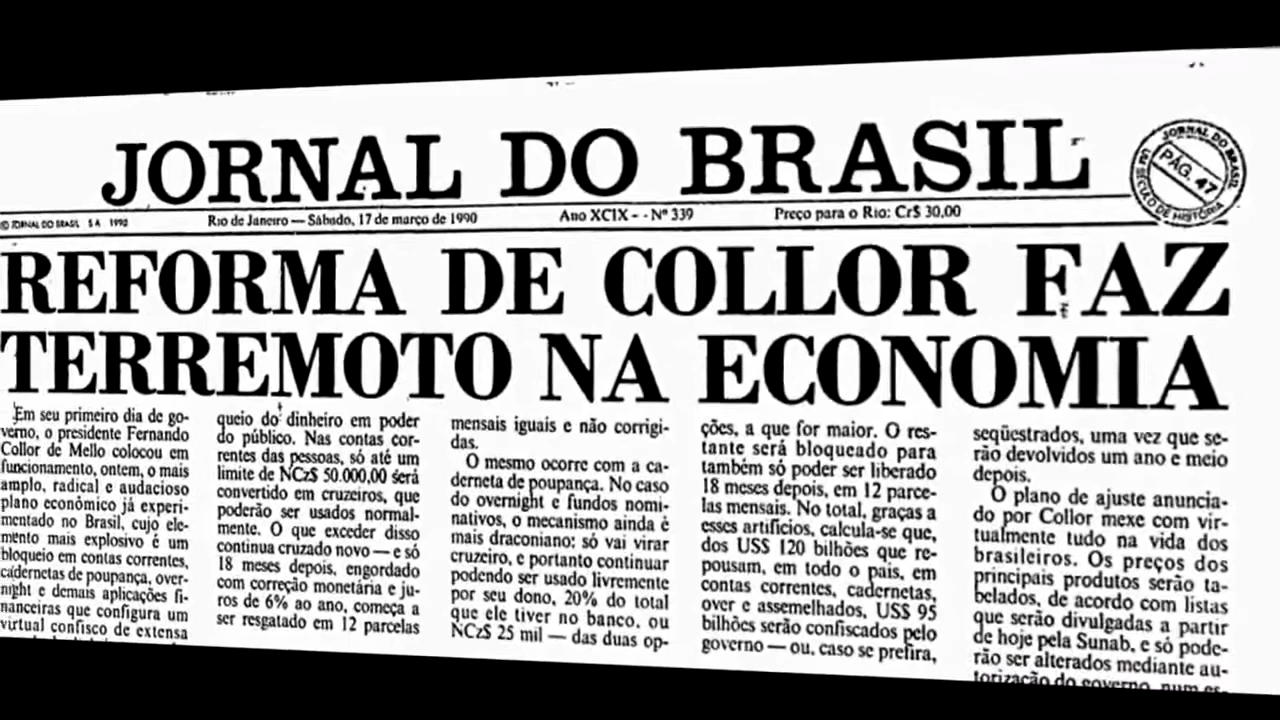 JORNAL DO BRASIL
JORNAL DO BRASIL
PÁG. 47
UM SÉCULO DE HISTÓRIA
© JORNAL DO BRASIL S A 1990
Rio de Janeiro — Sábado, 17 de março de 1990
Ano XCIX - - Nº 339
Preço para o Rio: Cr$ 30,00
REFORMA DE COLLOR FAZ
TERREMOTO NA ECONOMIA
Em seu primeiro dia de go-
verno, o presidente Fernando
Collor de Mello colocou em
funcionamento, ontem, o mais
amplo, radical e audacioso
plano econômico já experi-
mentado no Brasil, cujo ele-
mento mais explosivo é um
bloqueio em contas correntes,
cadernetas de poupança, over-
night e demais aplicações fi-
nanceiras que configura um
virtual confisco de extensa
queio do dinheiro em poder
do público. Nas contas cor-
rentes das pessoas, só até um
limite de NCz$ 50.000,00 será
convertido em cruzeiros, que
poderão ser usados normal-
mente. O que exceder disso
continua cruzado novo — e só
18 meses depois, engordado
com correção monetária e ju-
ros de 6% ao ano, começa a
ser resgatado em 12 parcelas
mensais iguais e não corrigi-
das.
O mesmo ocorre com a ca-
derneta de poupança. No caso
do overnight e fundos nomi-
nativos, o mecanismo ainda é
mais draconiano: só vai virar
cruzeiro, e portanto continuar
podendo ser usado livremente
por seu dono, 20% do total
que ele tiver no banco, ou
NCz$ 25 mil — das duas op-
ções, a que for maior. O res-
tante será bloqueado para
também só poder ser liberado
18 meses depois, em 12 parce-
las mensais. No total, graças a
esses artifícios, calcula-se que,
dos US$ 120 bilhões que re-
pousam, em todo o país, em
contas correntes, cadernetas,
over e assemelhados, US$ 95
bilhões serão confiscados pelo
governo — ou, caso se prefira,
seqüestrados, uma vez que se-
rão devolvidos um ano e meio
depois.
O plano de ajuste anuncia-
do por Collor mexe com vir-
tualmente tudo na vida dos
brasileiros. Os preços dos
principais produtos serão ta-
belados, de acordo com listas
que serão divulgadas a partir
de hoje pela Sunab, e só pode-
rão ser alterados mediante au-
torização do governo, num es-